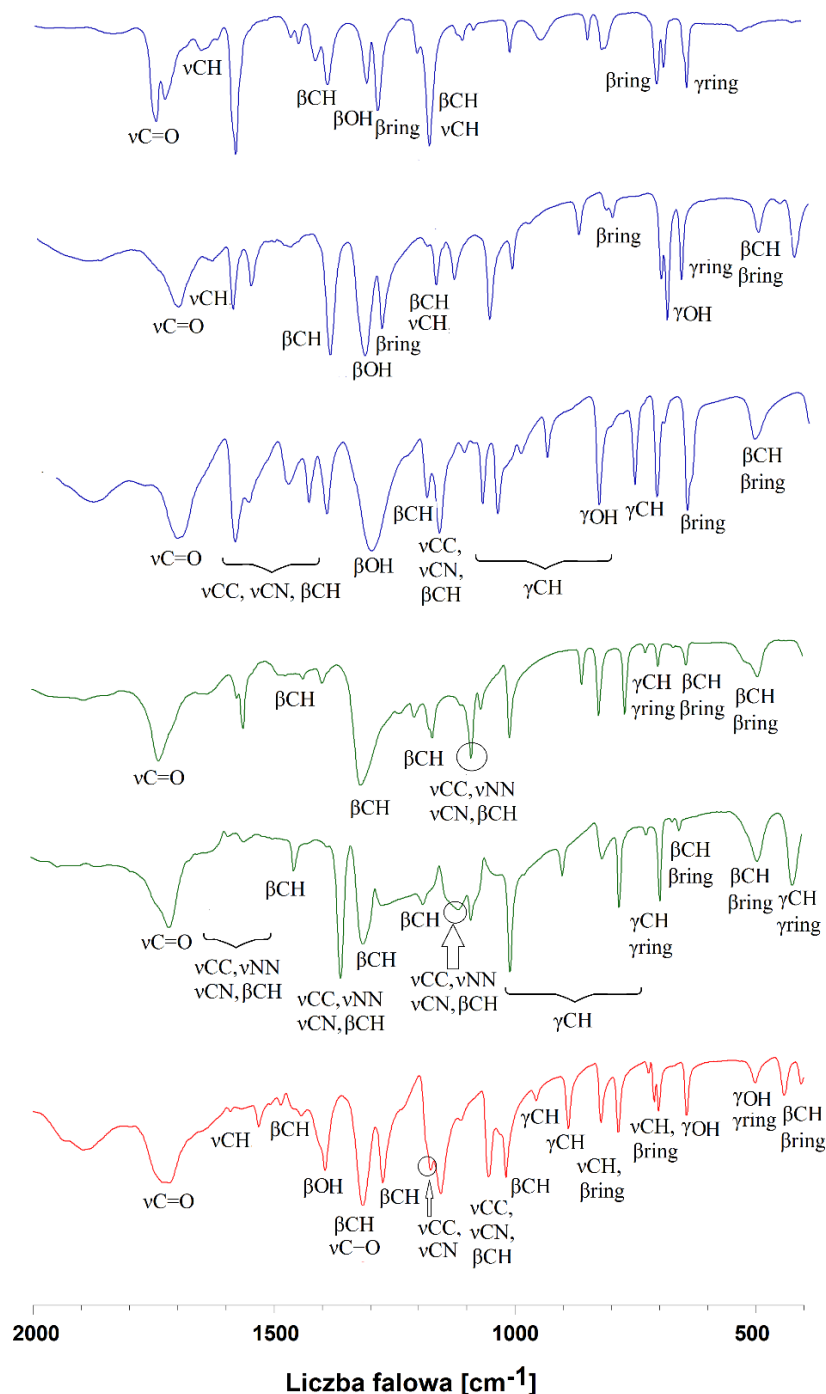 νCH
βCH
βOH
βring
βCH
νCH
βring
γring
νC=O
νCH
νC=O
βCH
βOH
βring
βCH
νCH
βring
γring
γOH
βCH
βring
νC=O
νCC, νCN, βCH
βOH
βCH
νCC,
νCN,
βCH
γCH
γOH
γCH
βring
βCH
βring
νC=O
βCH
βCH
βCH
νCC, νNN
νCN, βCH
γCH
γring
βCH
βring
βCH
βring
νC=O
νCC, νNN
νCN, βCH
βCH
νCC, νNN
νCN, βCH
βCH
βCH
νCC, νNN
νCN, βCH
γCH
γCH
γring
βCH
βring
βCH
βring
γCH
γring
νC=O
νCH
βCH
βOH
βCH
νC−O
βCH
νCC,
νCN
νCC,
νCN,
βCH
βCH
γCH
γCH
νCH,
βring
νCH,
βring
γOH
γOH
γring
βCH
βring
2000 1500 1000 500
Liczba falowa [cm-1]